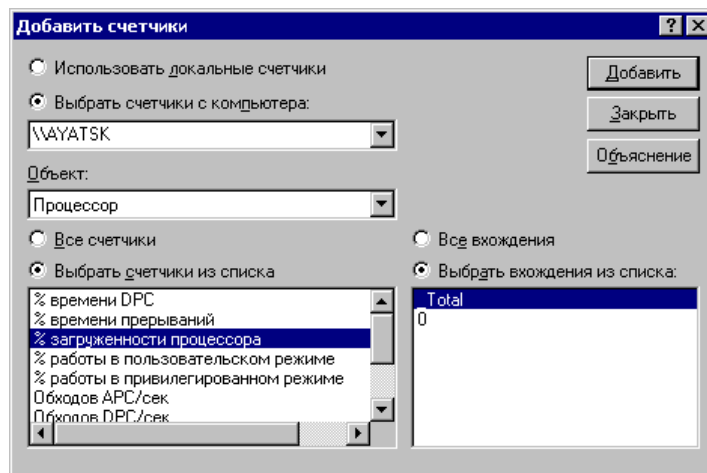 Добавить счетчики
Использовать локальные счетчики
Добавить
Выбрать счетчики с компьютера:
Закрыть
\\AYATSK
Объяснение
Объект:
Процессор
Все счетчики
Все вхождения
Выбрать счетчики из списка
Выбрать вхождения из списка:
% времени DPC
_Total
% времени прерываний
0
% загруженности процессора
% работы в пользовательском режиме
% работы в привилегированном режиме
Обходов APC/сек
Обходов DPC/сек